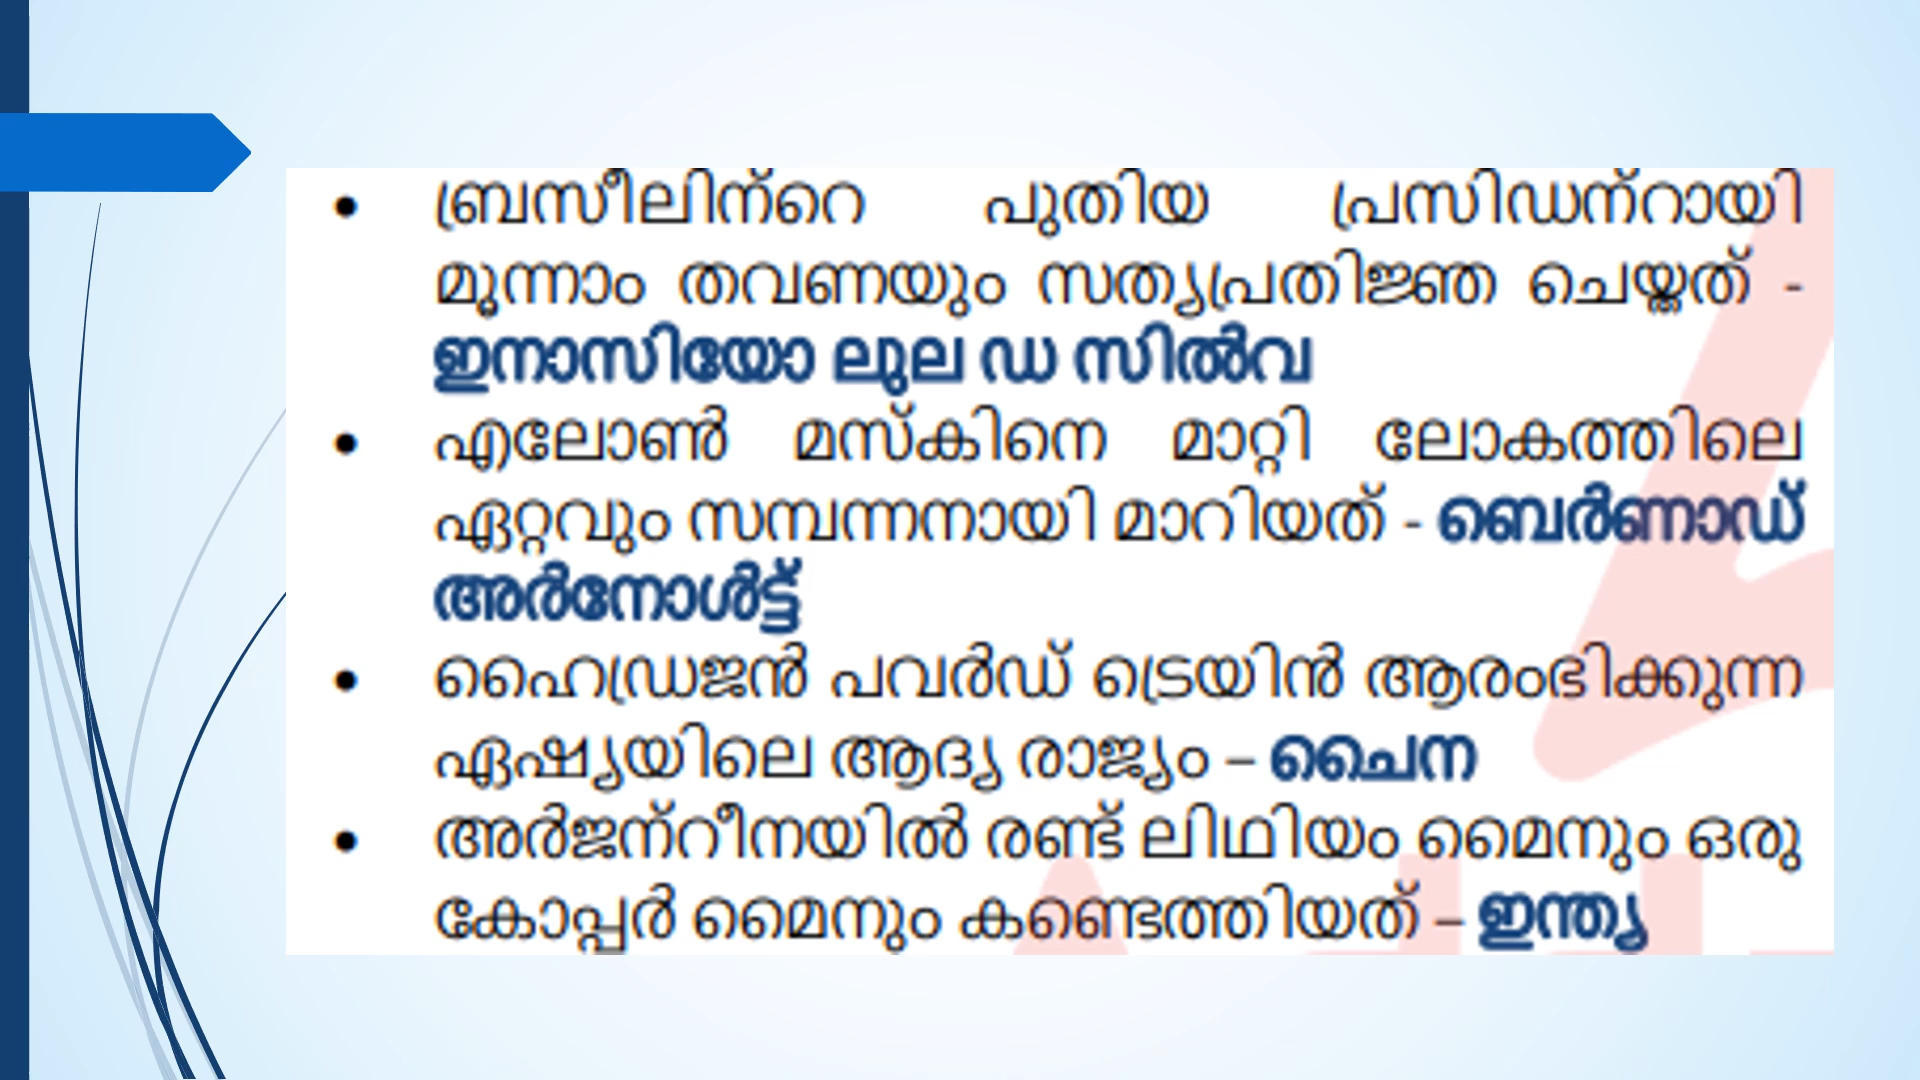 ബ്രസീലിന്റെ പുതിയ പ്രസിഡന്റായി
മൂന്നാം തവണയും സത്യപ്രതിജ്ഞ ചെയ്തത് -
ഇനാസിയോ ലുല ഡ സിൽവ
എലോൺ മസ്കിനെ മാറ്റി ലോകത്തിലെ
ഏറ്റവും സമ്പന്നനായി മാറിയത് - ബെർണാഡ്
അർനോൾട്ട്
ഹൈഡ്രജൻ പവർഡ് ട്രെയിൻ ആരംഭിക്കുന്ന
ഏഷ്യയിലെ ആദ്യ രാജ്യം – ചൈന
അർജന്റീനയിൽ രണ്ട് ലിഥിയം മൈനും ഒരു
കോപ്പർ മൈനും കണ്ടെത്തിയത് – ഇന്ത്യ